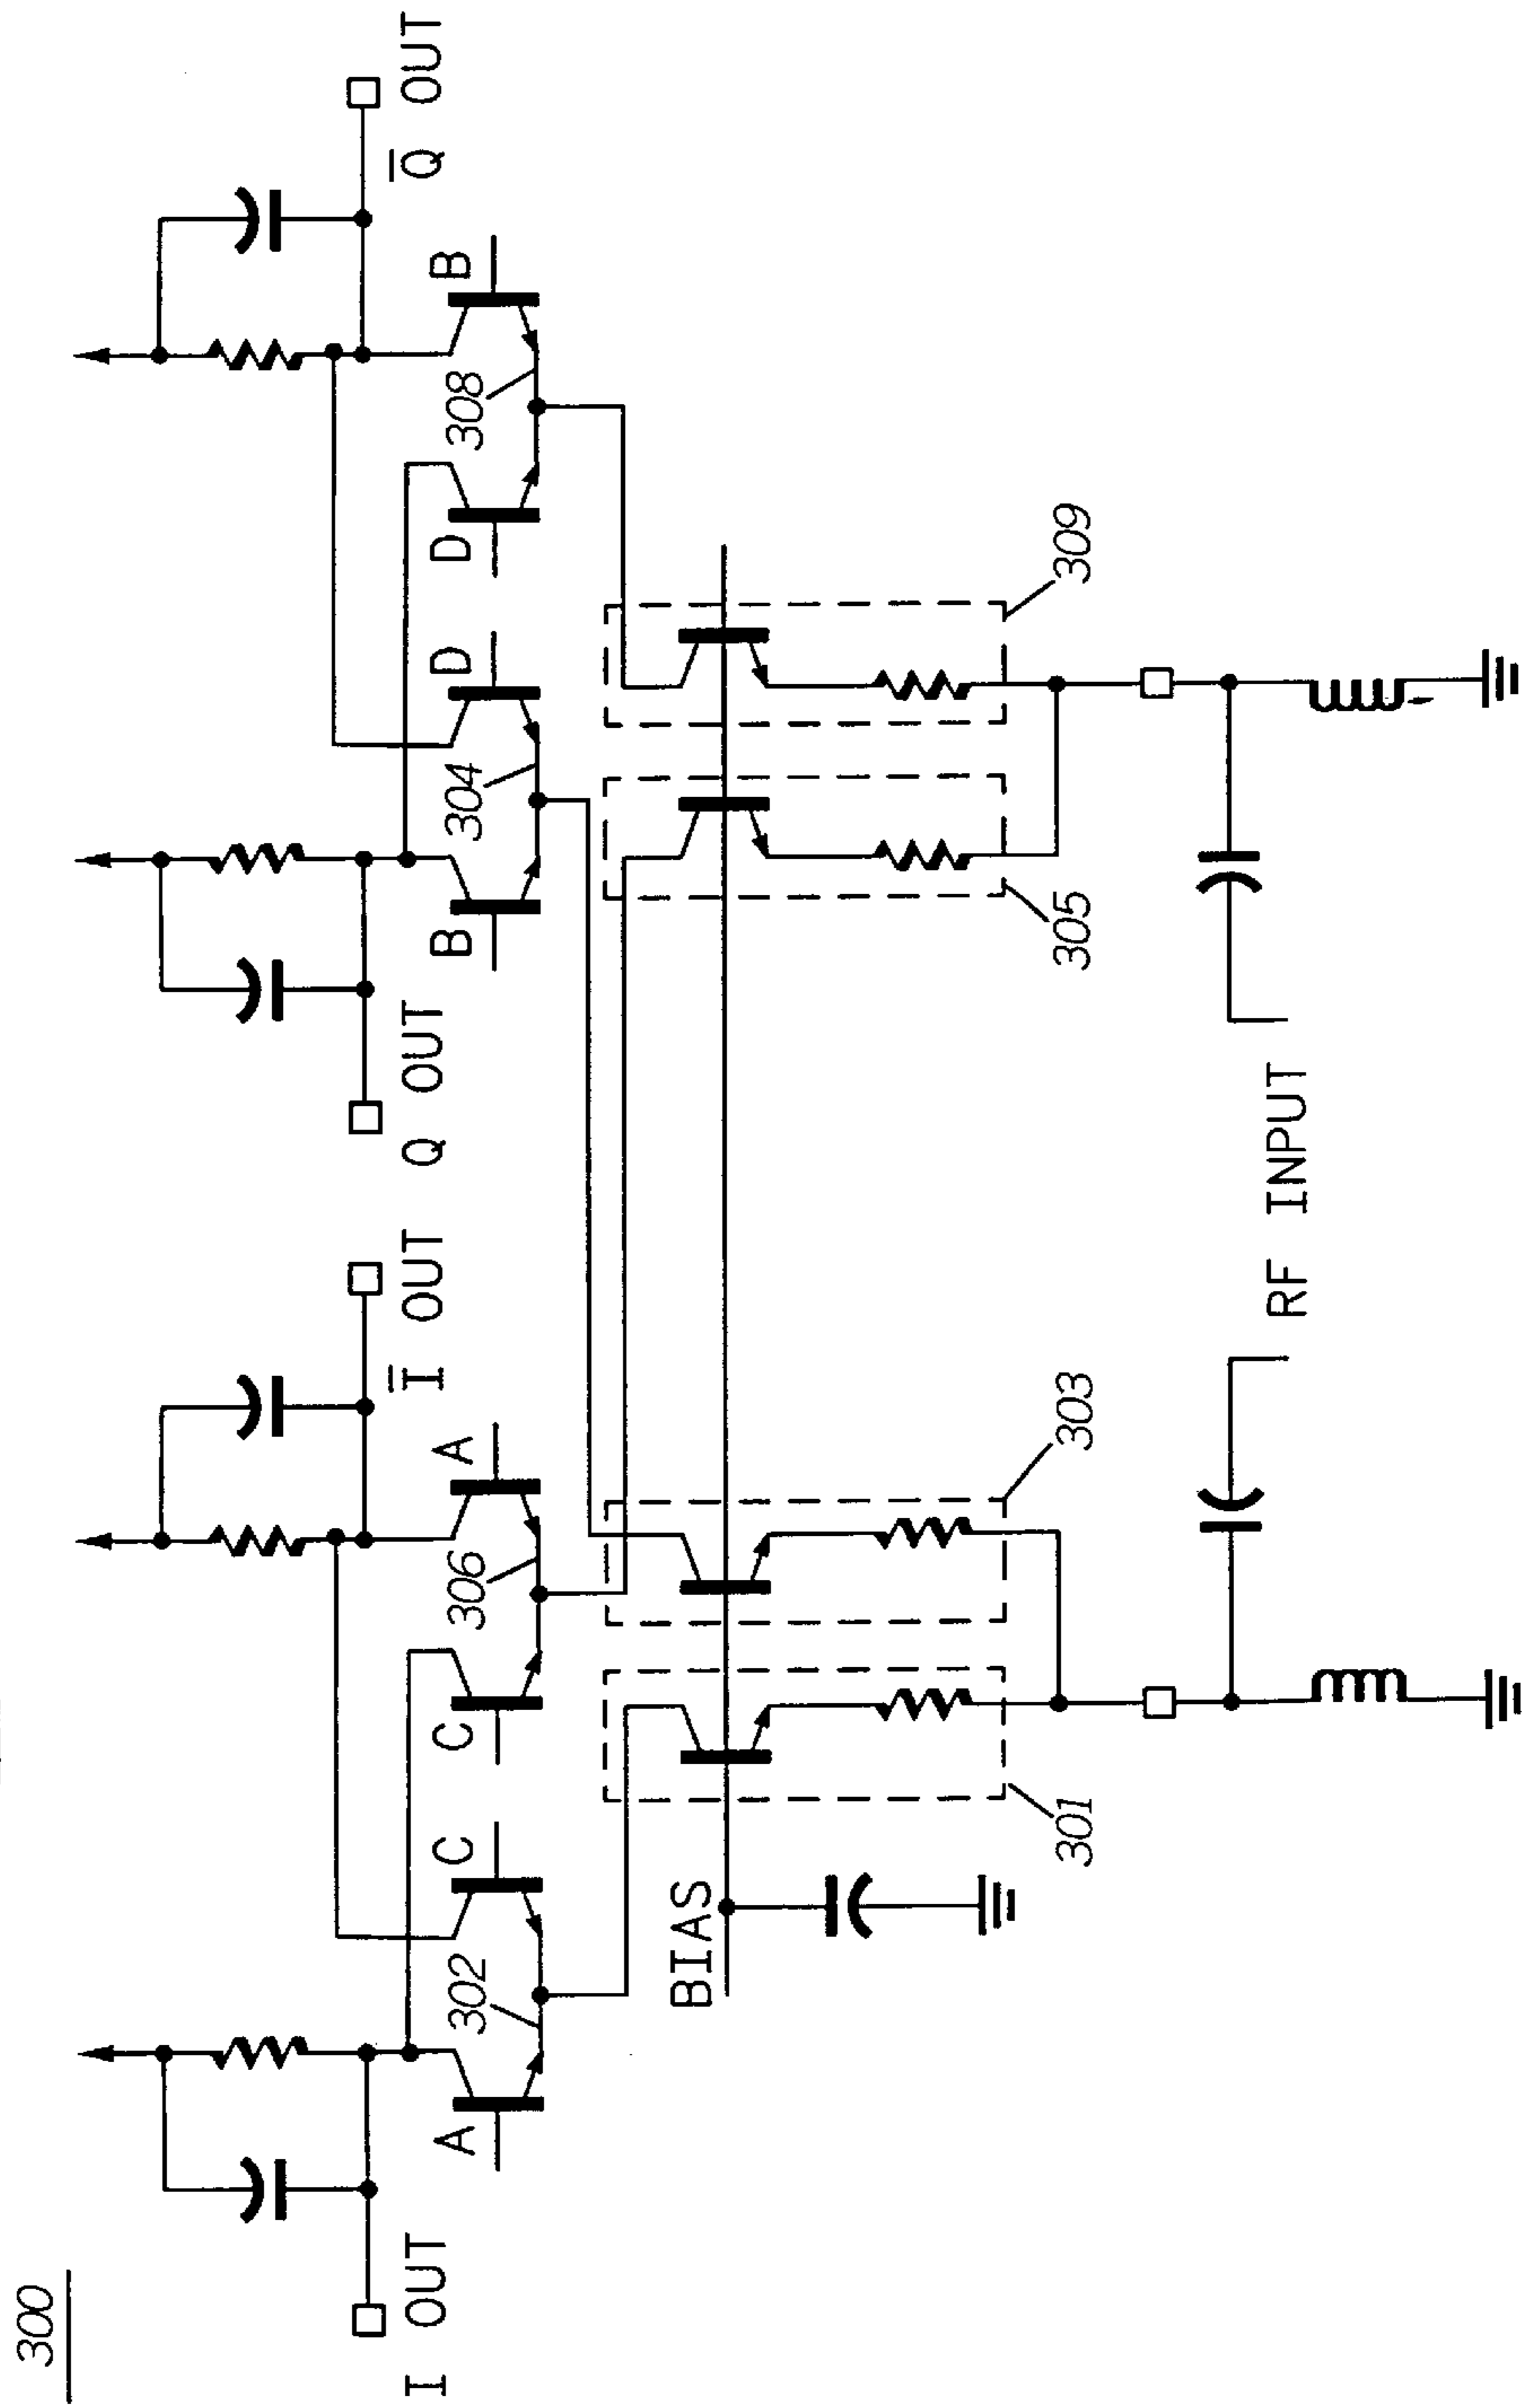 300
I OUT
I̅ OUT
Q OUT
Q̅ OUT
A
302
C
C
306
A
B
304
D
D
308
B
BIAS
301
303
305
309
RF INPUT